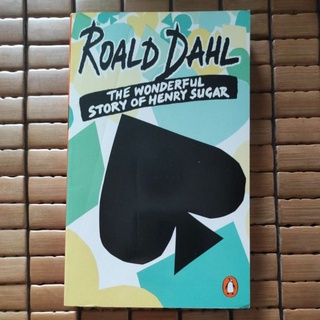 ROALD DAHL
THE WONDERFUL
STORY OF HENRY SUGAR